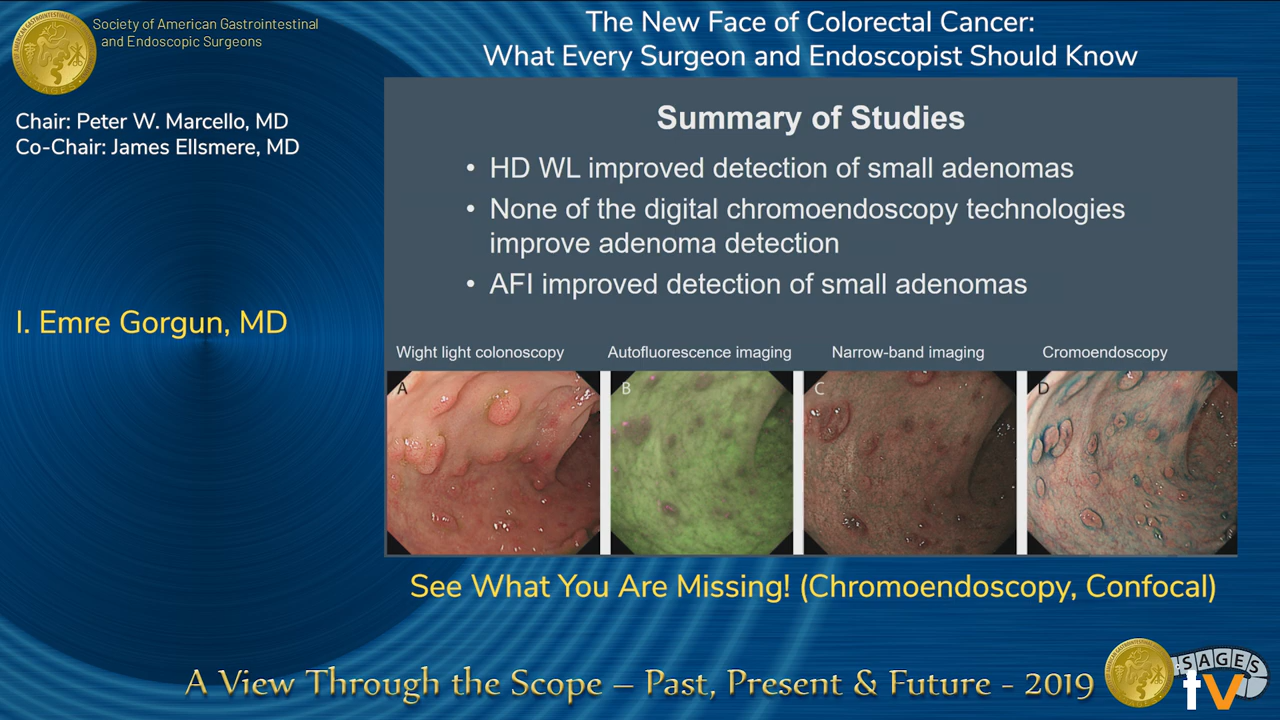 Society of American Gastrointestinal
and Endoscopic Surgeons
The New Face of Colorectal Cancer:
What Every Surgeon and Endoscopist Should Know
Chair: Peter W. Marcello, MD
Co-Chair: James Ellsmere, MD
I. Emre Gorgun, MD
Summary of Studies
• HD WL improved detection of small adenomas
• None of the digital chromoendoscopy technologies
improve adenoma detection
• AFI improved detection of small adenomas
Wight light colonoscopy
Autofluorescence imaging
Narrow-band imaging
Cromoendoscopy
A
B
C
D
See What You Are Missing! (Chromoendoscopy, Confocal)
A View Through the Scope – Past, Present & Future - 2019
SAGES
tv